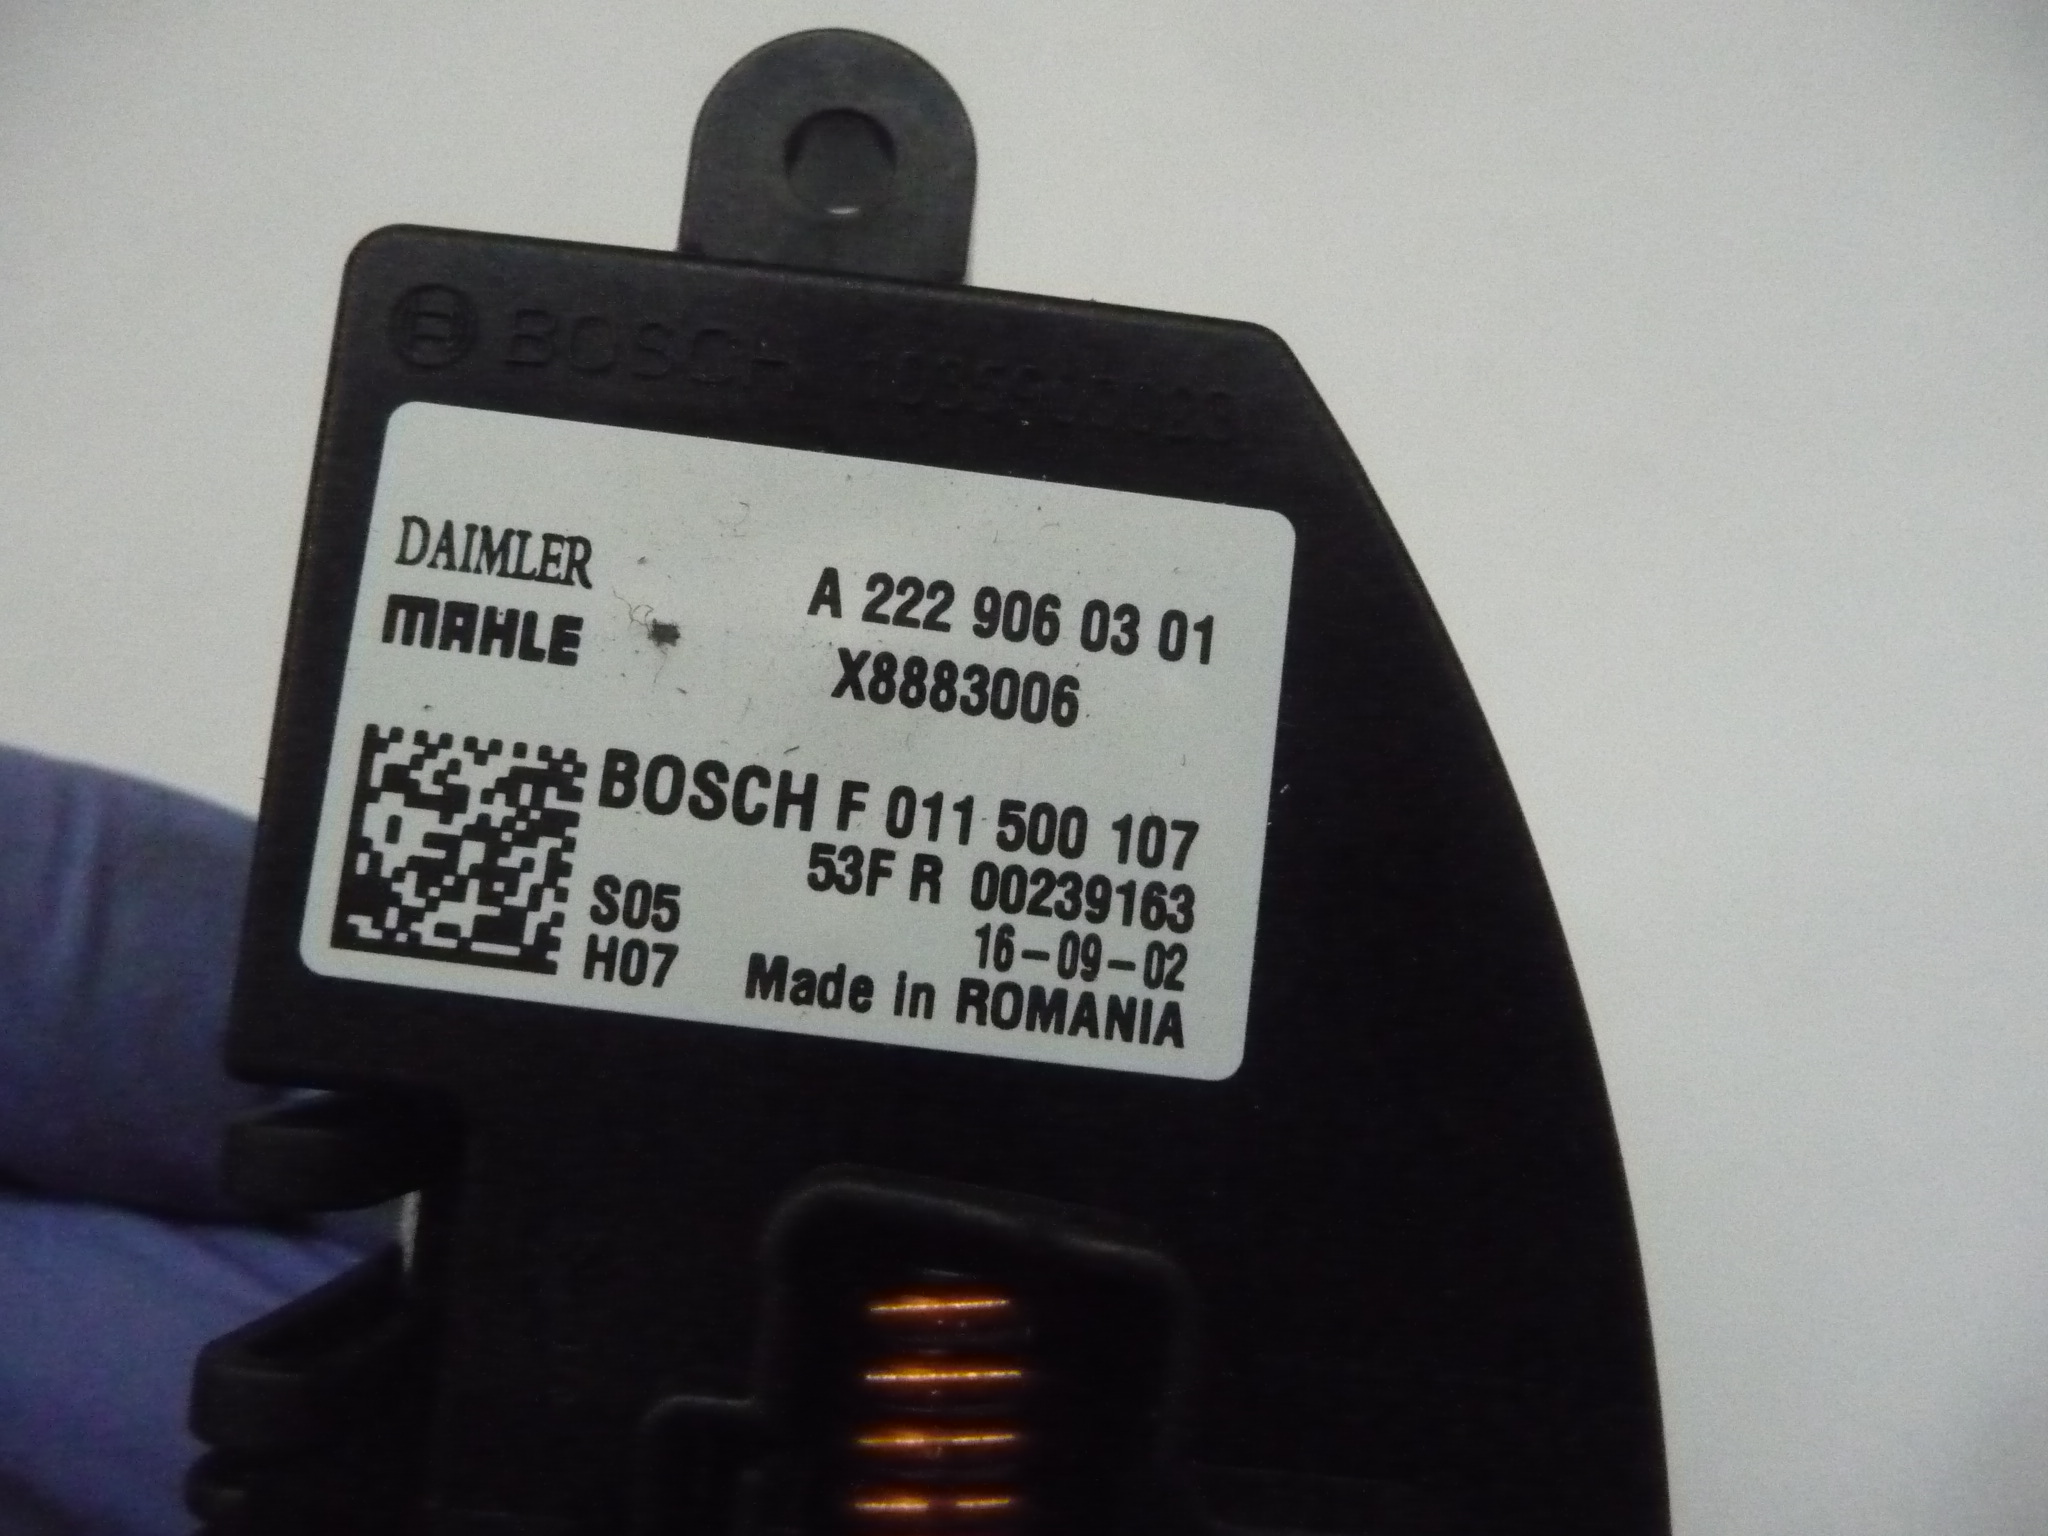 BOSCH
DAIMLER
MAHLE
A 222 906 03 01
X8883006
BOSCH F 011 500 107
53F R 00239163
S05
16-09-02
H07
Made in ROMANIA